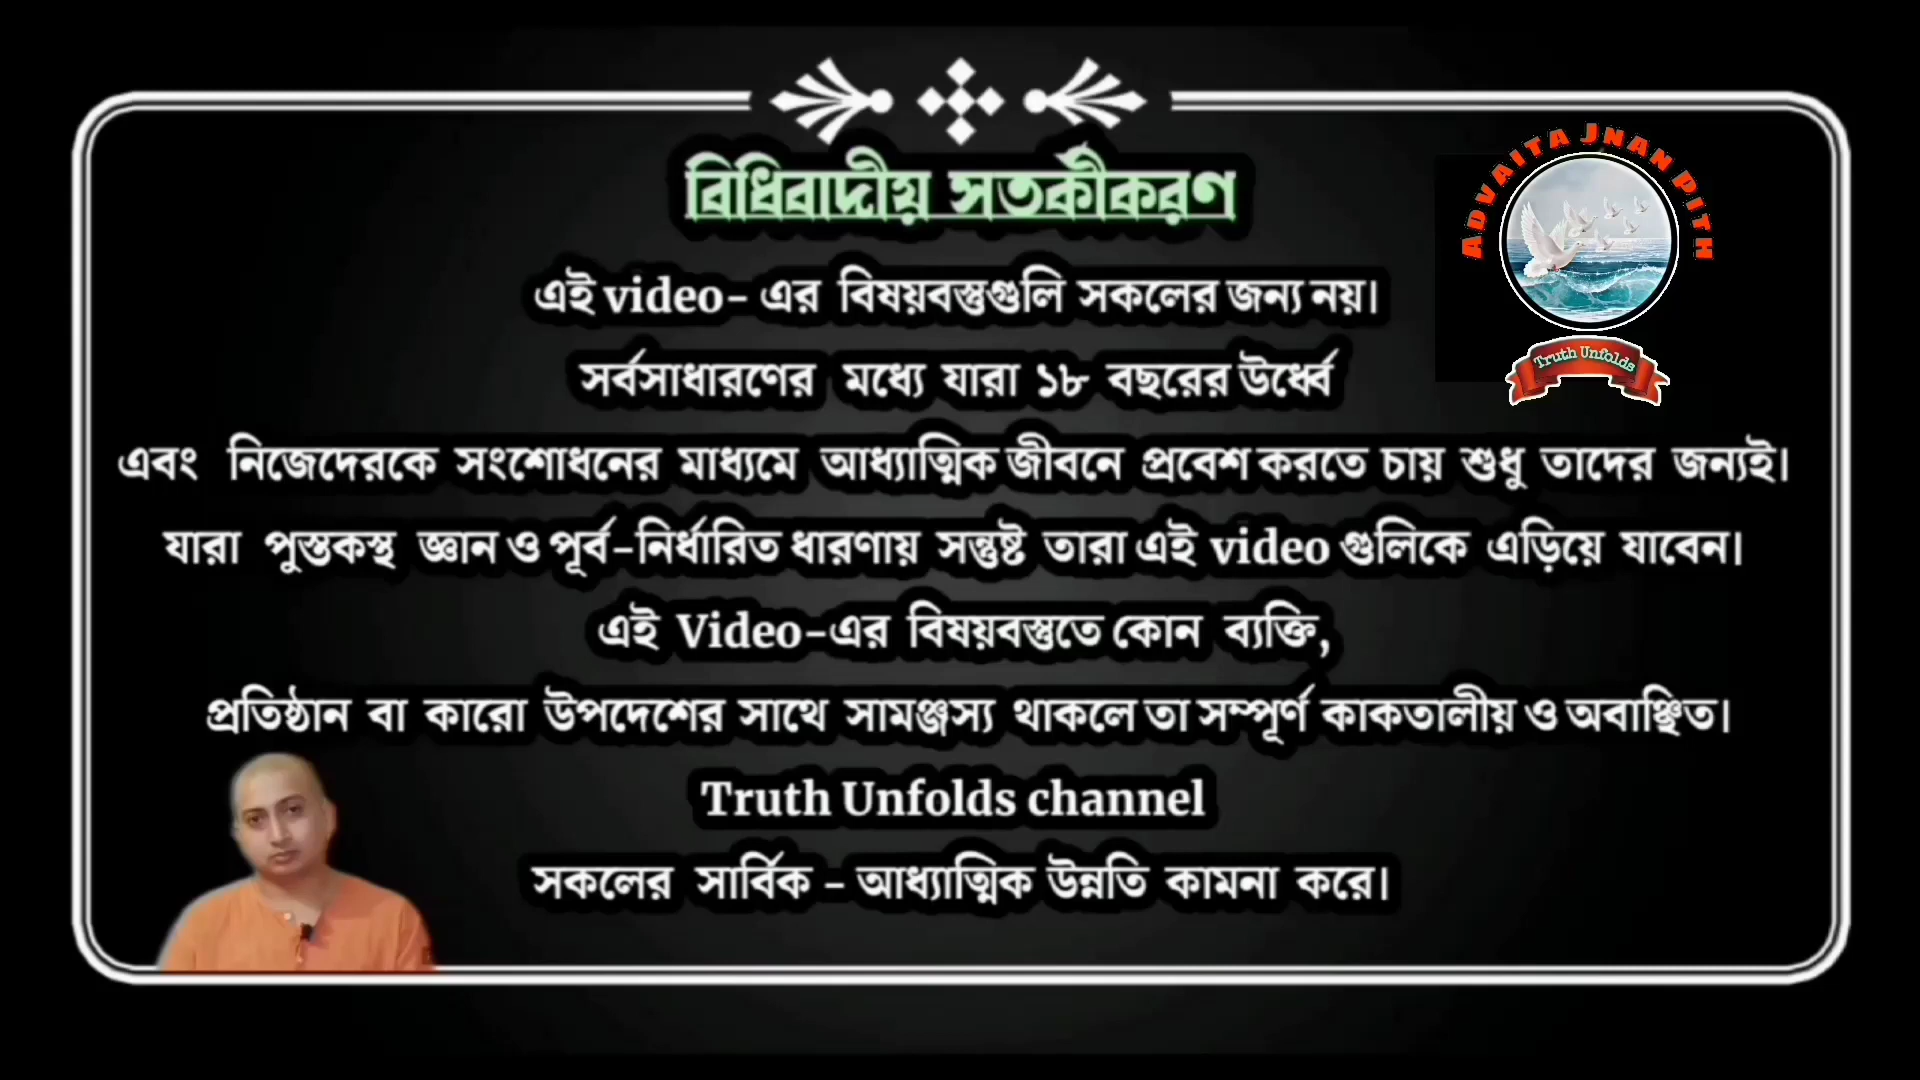 বিধিবাদীয় সতর্কীকরণ
ADVAITA JNAN PITH
এই video- এর বিষয়বস্তুগুলি সকলের জন্য নয়।
Truth Unfolds
সর্বসাধারণের মধ্যে যারা ১৮ বছরের উর্ধ্বে
এবং নিজেদেরকে সংশোধনের মাধ্যমে আধ্যাত্মিক জীবনে প্রবেশ করতে চায় শুধু তাদের জন্যই।
যারা পুস্তকস্থ জ্ঞান ও পূর্ব-নির্ধারিত ধারণায় সন্তুষ্ট তারা এই video গুলিকে এড়িয়ে যাবেন।
এই Video-এর বিষয়বস্তুতে কোন ব্যক্তি,
প্রতিষ্ঠান বা কারো উপদেশের সাথে সামঞ্জস্য থাকলে তা সম্পূর্ণ কাকতালীয় ও অবাঞ্ছিত।
Truth Unfolds channel
সকলের সার্বিক - আধ্যাত্মিক উন্নতি কামনা করে।